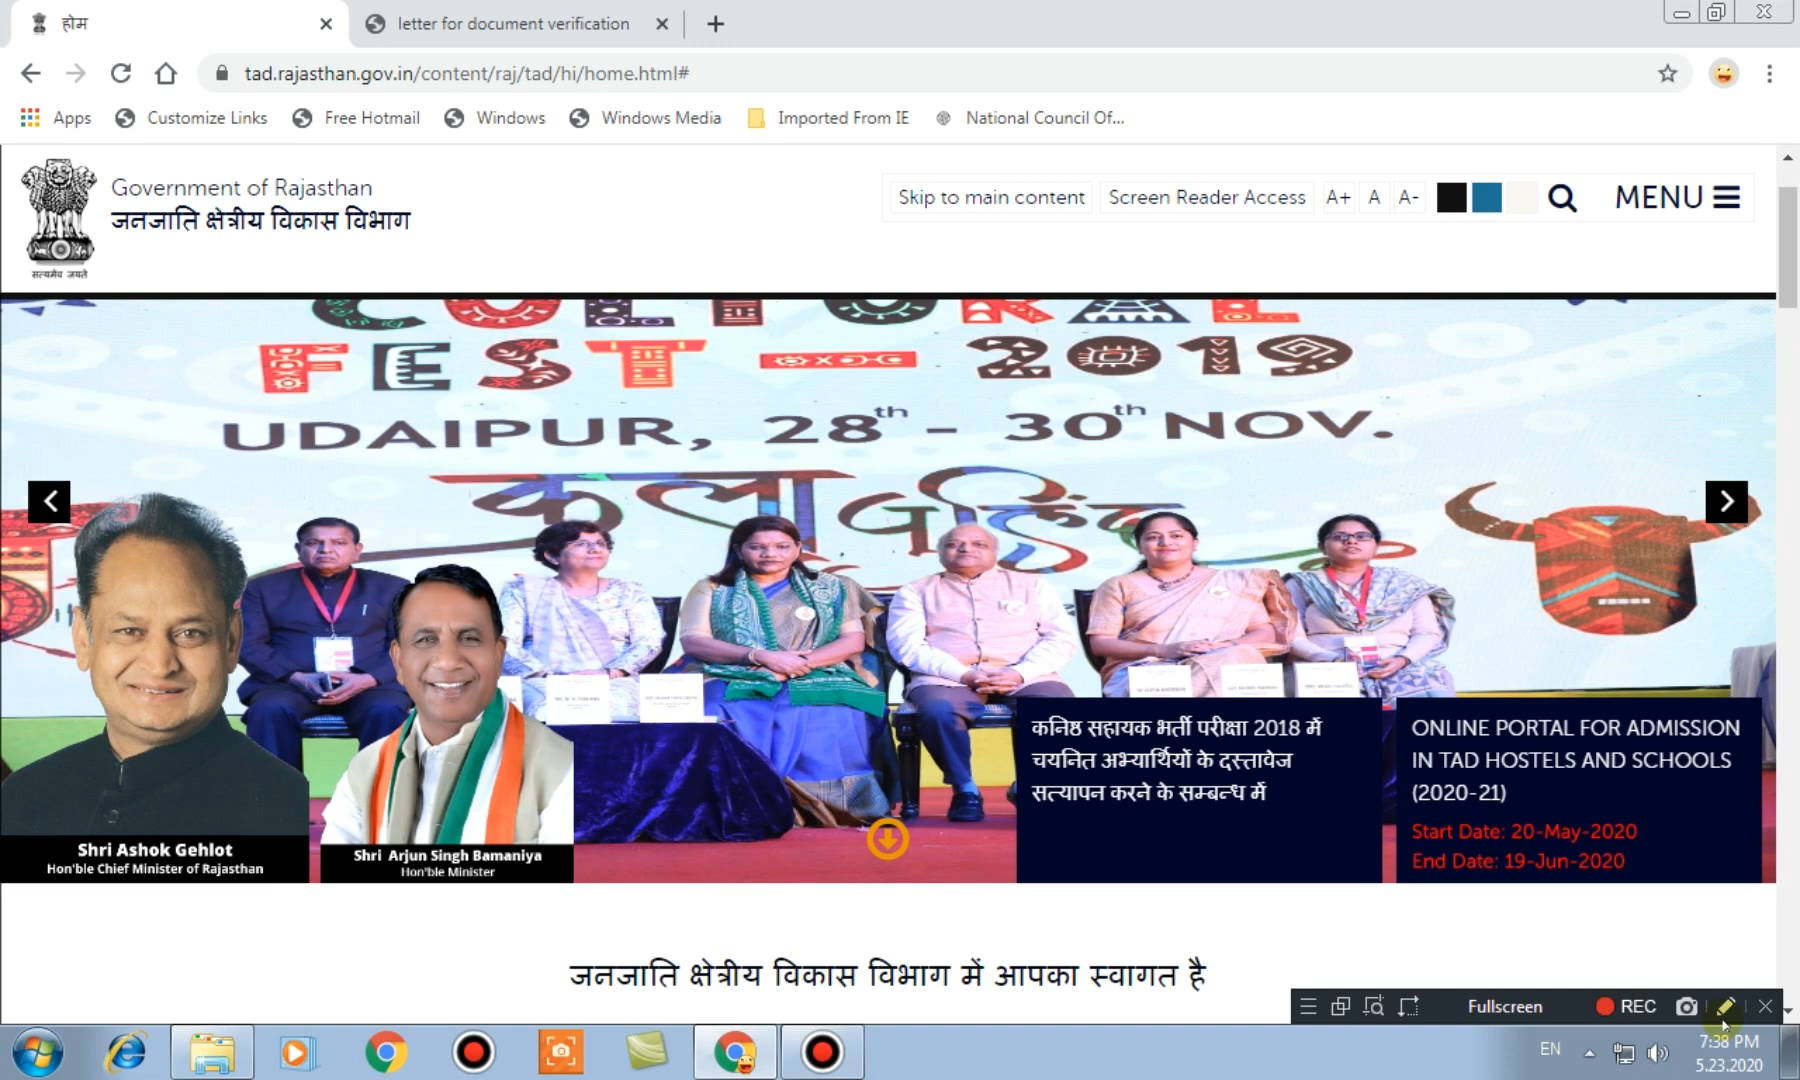 होम
letter for document verification
tad.rajasthan.gov.in/content/raj/tad/hi/home.html#
Apps
Customize Links
Free Hotmail
Windows
Windows Media
Imported From IE
National Council Of...
Government of Rajasthan
जनजाति क्षेत्रीय विकास विभाग
सत्यमेव जयते
Skip to main content
Screen Reader Access
A+
A
A-
MENU
CULTURAL
FEST - 2019
UDAIPUR, 28th - 30th NOV.
Shri Ashok Gehlot
Hon'ble Chief Minister of Rajasthan
Shri Arjun Singh Bamaniya
Hon'ble Minister
कनिष्ठ सहायक भर्ती परीक्षा 2018 में
चयनित अभ्यार्थियों के दस्तावेज
सत्यापन करने के सम्बन्ध में
ONLINE PORTAL FOR ADMISSION
IN TAD HOSTELS AND SCHOOLS
(2020-21)
Start Date: 20-May-2020
End Date: 19-Jun-2020
जनजाति क्षेत्रीय विकास विभाग में आपका स्वागत है
Fullscreen
REC
EN
7:38 PM
5.23.2020